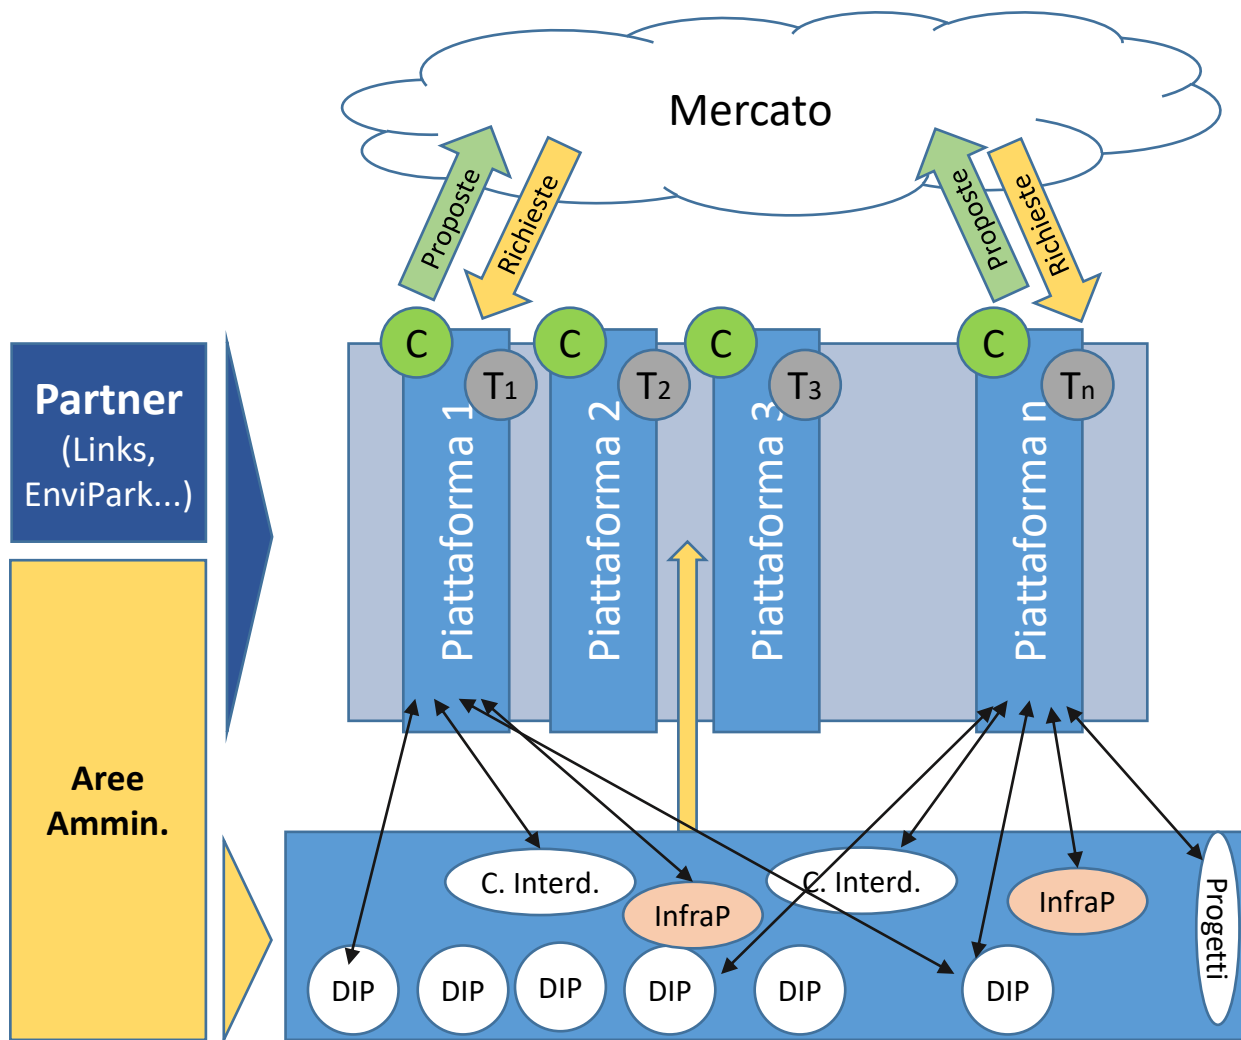 Mercato
Proposte
Richieste
Proposte
Richieste
C
C
C
C
T1
T2
T3
Tn
Partner
(Links,
EnviPark...)
Piattaforma 1
Piattaforma 2
Piattaforma 3
Piattaforma n
Aree
Ammin.
C. Interd.
C. Interd.
InfraP
InfraP
Progetti
DIP
DIP
DIP
DIP
DIP
DIP